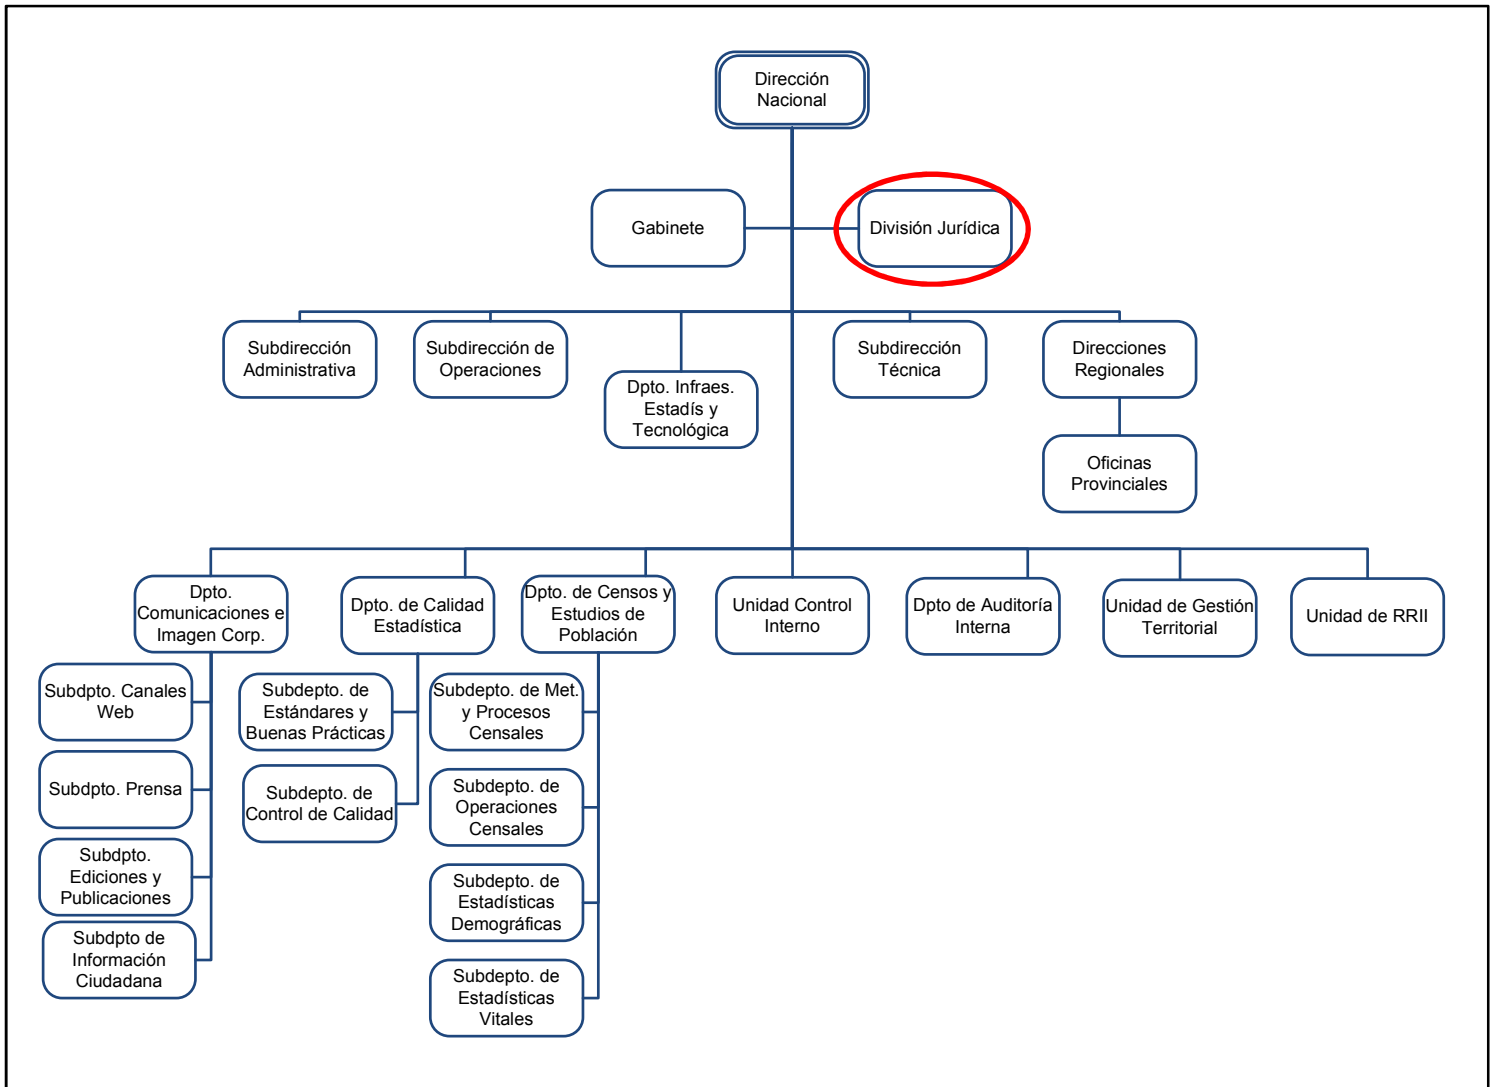 Dirección
Nacional
Gabinete
División Jurídica
Subdirección
Administrativa
Subdirección de
Operaciones
Dpto. Infraes.
Estadís y
Tecnológica
Subdirección
Técnica
Direcciones
Regionales
Oficinas
Provinciales
Dpto.
Comunicaciones e
Imagen Corp.
Dpto. de Calidad
Estadística
Dpto. de Censos y
Estudios de
Población
Unidad Control
Interno
Dpto de Auditoría
Interna
Unidad de Gestión
Territorial
Unidad de RRII
Subdpto. Canales
Web
Subdpto. Prensa
Subdpto.
Ediciones y
Publicaciones
Subdpto de
Información
Ciudadana
Subdepto. de
Estándares y
Buenas Prácticas
Subdepto. de
Control de Calidad
Subdepto. de Met.
y Procesos
Censales
Subdepto. de
Operaciones
Censales
Subdepto. de
Estadísticas
Demográficas
Subdepto. de
Estadísticas
Vitales